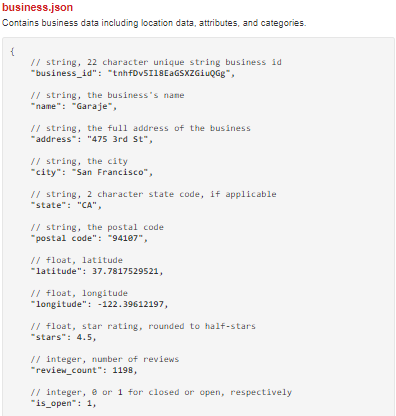 business.json
Contains business data including location data, attributes, and categories.
{
// string, 22 character unique string business id
"business_id": "tnhfDv5Il8EaGSXZGiuQGg",
// string, the business's name
"name": "Garaje",
// string, the full address of the business
"address": "475 3rd St",
// string, the city
"city": "San Francisco",
// string, 2 character state code, if applicable
"state": "CA",
// string, the postal code
"postal code": "94107",
// float, latitude
"latitude": 37.7817529521,
// float, longitude
"longitude": -122.39612197,
// float, star rating, rounded to half-stars
"stars": 4.5,
// integer, number of reviews
"review_count": 1198,
// integer, 0 or 1 for closed or open, respectively
"is_open": 1,